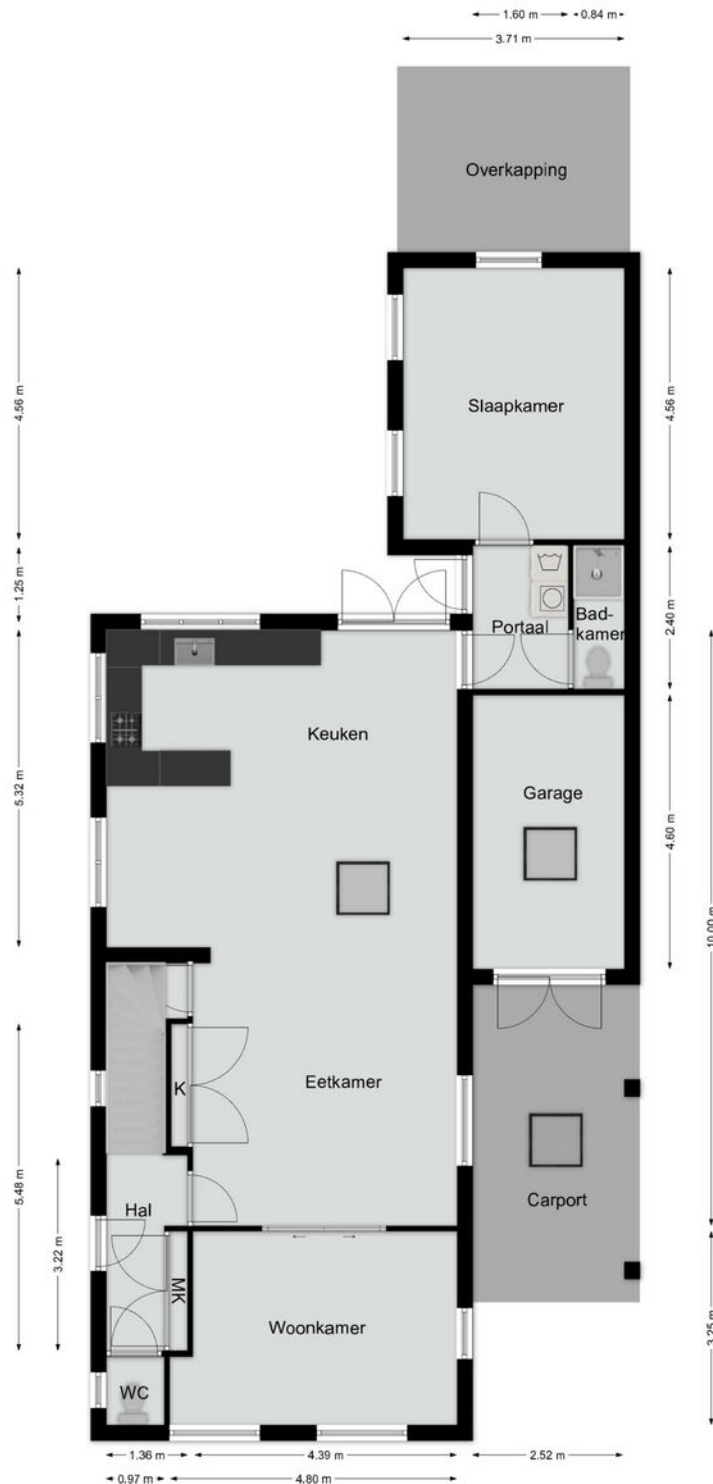 1.60 m
0.84 m
3.71 m
Overkapping
4.56 m
Slaapkamer
4.56 m
1.25 m
Portaal
Bad-
kamer
2.40 m
Keuken
5.32 m
Garage
4.60 m
10.00 m
K
Eetkamer
5.48 m
Hal
Carport
3.22 m
MK
Woonkamer
3.25 m
WC
1.36 m
4.39 m
2.52 m
0.97 m
4.80 m